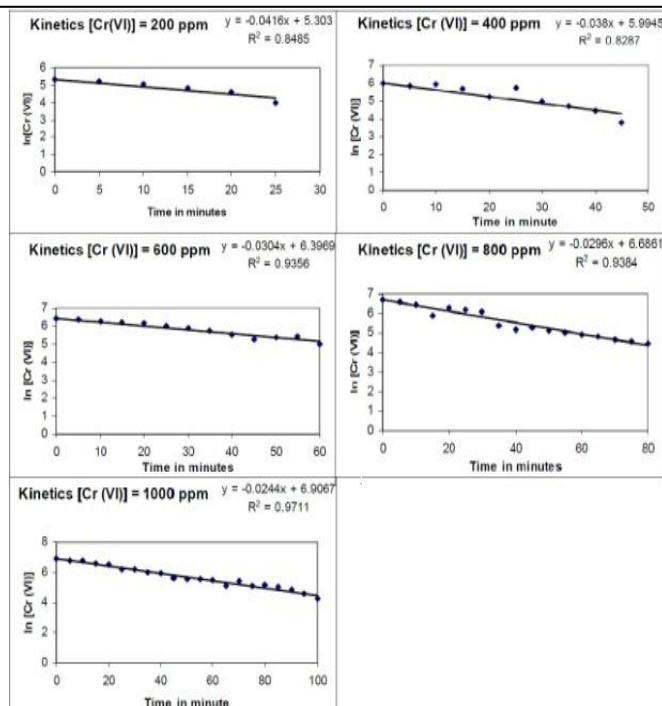 Kinetics [Cr(VI)] = 200 ppm
y = -0.0416x + 5.303
R² = 0.8485
ln[Cr (VI)]
6
5
4
3
2
1
0
0 5 10 15 20 25 30
Time in minutes
Kinetics [Cr (VI)] = 400 ppm
y = -0.038x + 5.9945
R² = 0.8287
ln [Cr (VI)]
7
6
5
4
3
2
1
0
0 10 20 30 40 50
Time in minute
Kinetics [Cr (VI)] = 600 ppm
y = -0.0304x + 6.3969
R² = 0.9356
ln [Cr (VI)]
7
6
5
4
3
2
1
0
0 10 20 30 40 50 60
Time in minutes
Kinetics [Cr (VI)] = 800 ppm
y = -0.0296x + 6.6861
R² = 0.9384
ln [Cr (VI)]
7
6
5
4
3
2
1
0
0 20 40 60 80
Time in minutes
Kinetics [Cr (VI)] = 1000 ppm
y = -0.0244x + 6.9067
R² = 0.9711
ln [Cr (VI)]
8
6
4
2
0
0 20 40 60 80 100
Time in minute